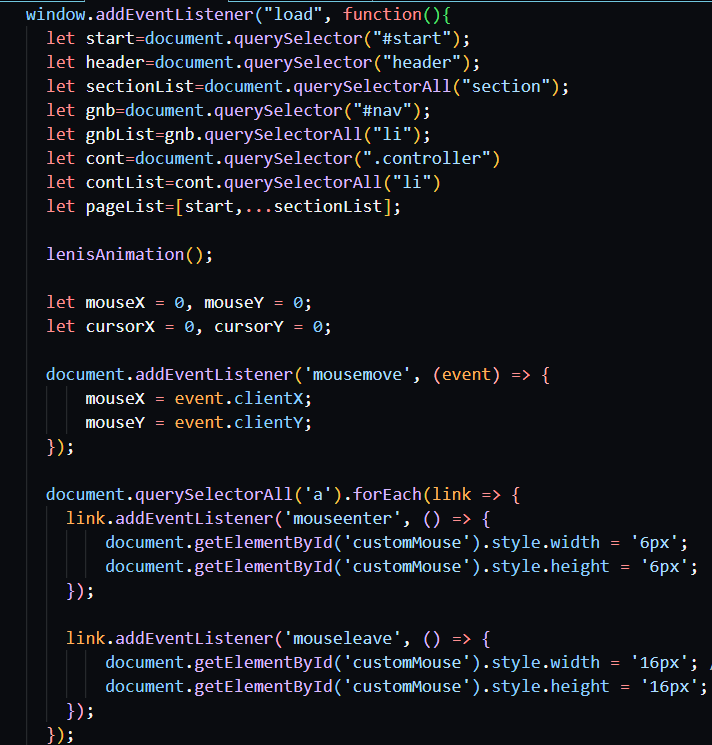 window.addEventListener("load", function(){
let start=document.querySelector("#start");
let header=document.querySelector("header");
let sectionList=document.querySelectorAll("section");
let gnb=document.querySelector("#nav");
let gnbList=gnb.querySelectorAll("li");
let cont=document.querySelector(".controller")
let contList=cont.querySelectorAll("li")
let pageList=[start,...sectionList];
lenisAnimation();
let mouseX = 0, mouseY = 0;
let cursorX = 0, cursorY = 0;
document.addEventListener('mousemove', (event) => {
mouseX = event.clientX;
mouseY = event.clientY;
});
document.querySelectorAll('a').forEach(link => {
link.addEventListener('mouseenter', () => {
document.getElementById('customMouse').style.width = '6px';
document.getElementById('customMouse').style.height = '6px';
});
link.addEventListener('mouseleave', () => {
document.getElementById('customMouse').style.width = '16px'; /
document.getElementById('customMouse').style.height = '16px';
});
});